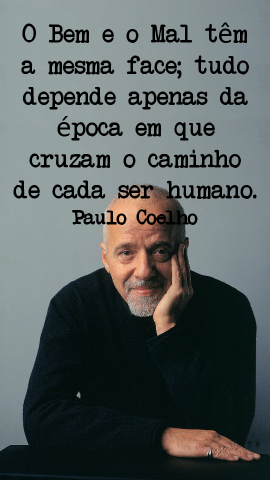 O Bem e o Mal têm
a mesma face; tudo
depende apenas da
época em que
cruzam o caminho
de cada ser humano.
Paulo Coelho